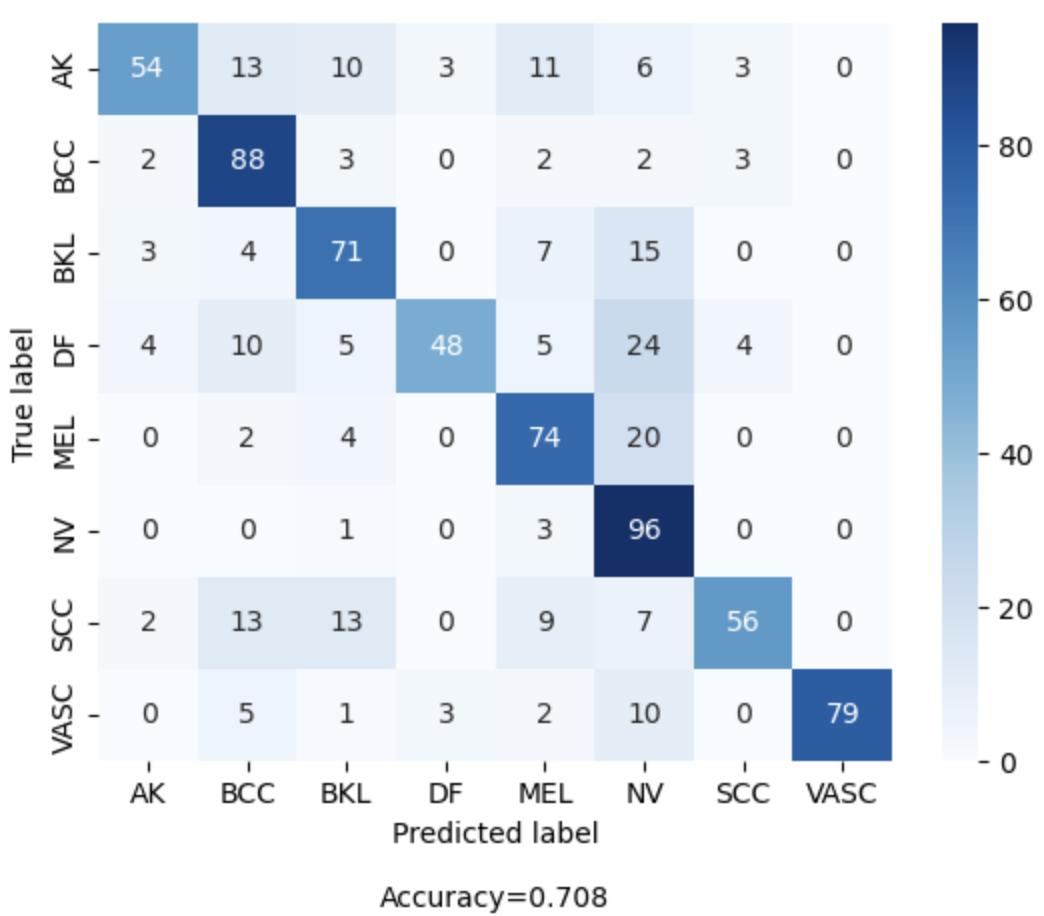 AK 54 13 10 3 11 6 3 0
BCC 2 88 3 0 2 2 3 0
BKL 3 4 71 0 7 15 0 0
DF 4 10 5 48 5 24 4 0
MEL 0 2 4 0 74 20 0 0
NV 0 0 1 0 3 96 0 0
SCC 2 13 13 0 9 7 56 0
VASC 0 5 1 3 2 10 0 79
True label
AK BCC BKL DF MEL NV SCC VASC
Predicted label
Accuracy=0.708
80
60
40
20
0